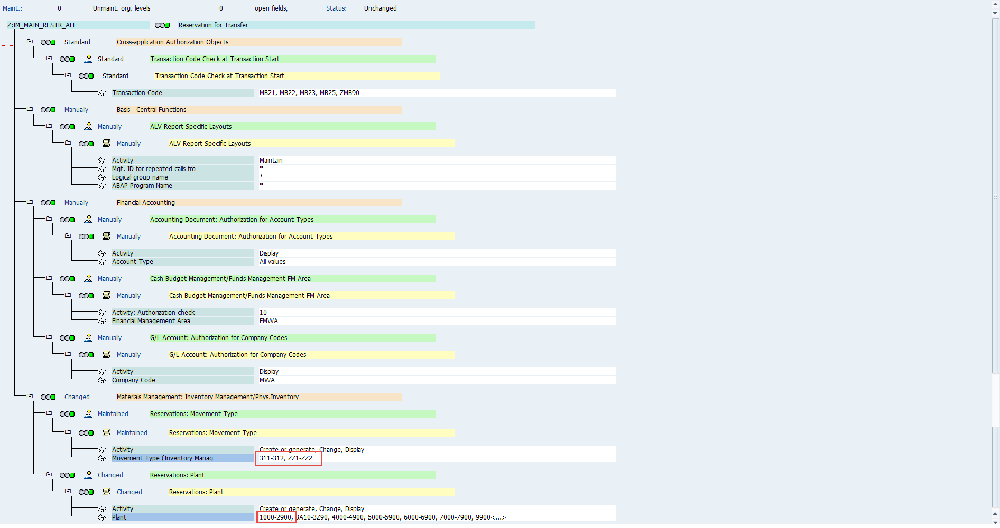 Maint.: 0 Unmaint. org. levels 0 open fields, Status: Unchanged
Z:IM_MAIN_RESTR_ALL Reservation for Transfer
Standard Cross-application Authorization Objects
Standard Transaction Code Check at Transaction Start
Standard Transaction Code Check at Transaction Start
Transaction Code MB21, MB22, MB23, MB25, ZMB90
Manually Basis - Central Functions
Manually ALV Report-Specific Layouts
Manually ALV Report-Specific Layouts
Activity Maintain
Mgt. ID for repeated calls fro *
Logical group name *
ABAP Program Name *
Manually Financial Accounting
Manually Accounting Document: Authorization for Account Types
Manually Accounting Document: Authorization for Account Types
Activity Display
Account Type All values
Manually Cash Budget Management/Funds Management FM Area
Manually Cash Budget Management/Funds Management FM Area
Activity: Authorization check 10
Financial Management Area FMWA
Manually G/L Account: Authorization for Company Codes
Manually G/L Account: Authorization for Company Codes
Activity Display
Company Code MWA
Changed Materials Management: Inventory Management/Phys.Inventory
Maintained Reservations: Movement Type
Maintained Reservations: Movement Type
Activity Create or generate, Change, Display
Movement Type (Inventory Manag 311-312, ZZ1-ZZ2
Changed Reservations: Plant
Changed Reservations: Plant
Activity Create or generate, Change, Display
Plant 1000-2900, 3A10-3Z90, 4000-4900, 5000-5900, 6000-6900, 7000-7900, 9900<...>